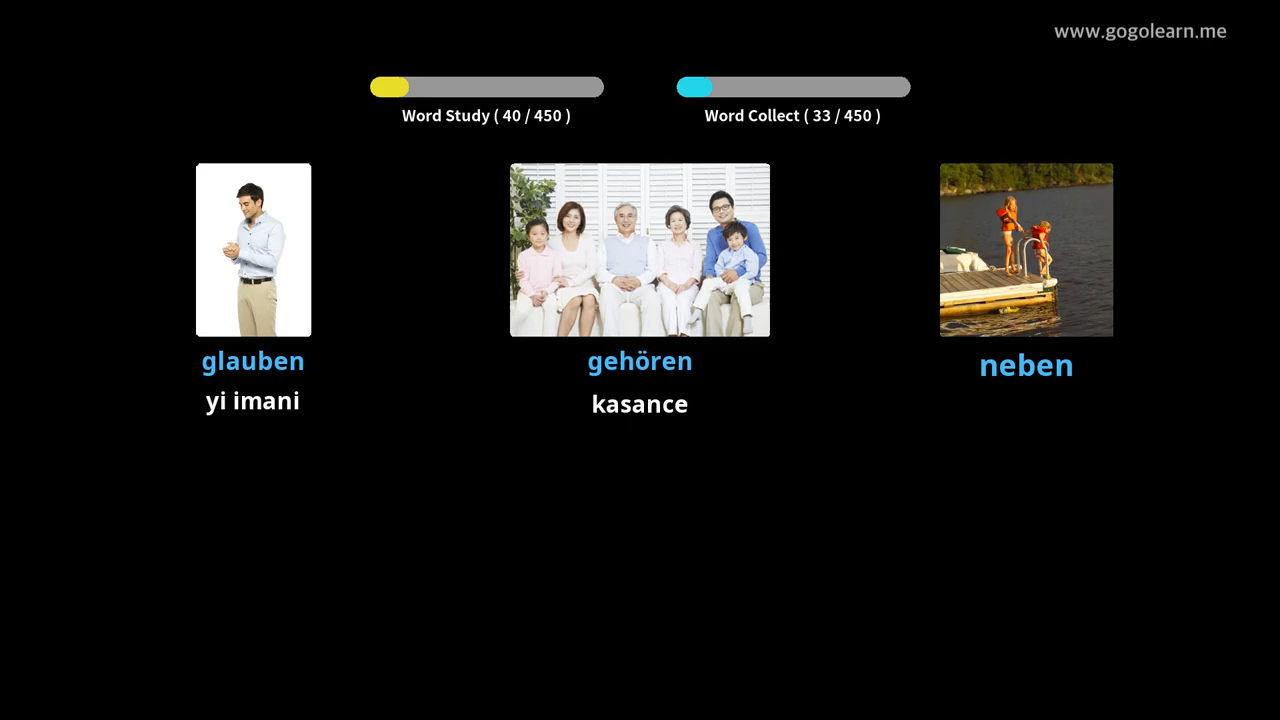 www.gogolearn.me
Word Study ( 40 / 450 )
Word Collect ( 33 / 450 )
glauben
gehören
neben
yi imani
kasance